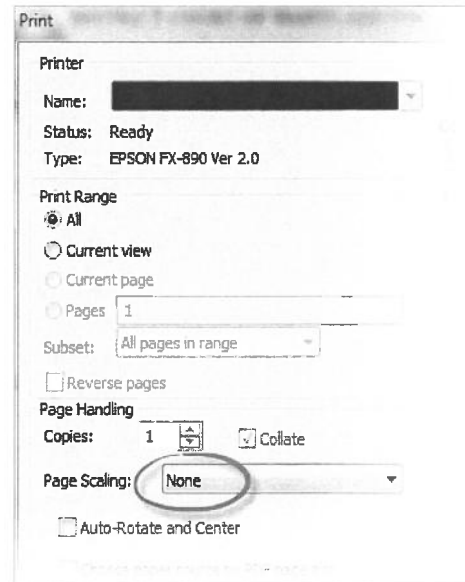 Print
Printer
Name:
Status: Ready
Type: EPSON FX-890 Ver 2.0
Print Range
All
Current view
Current page
Pages 1
Subset: All pages in range
Reverse pages
Page Handling
Copies: 1 Collate
Page Scaling: None
Auto-Rotate and Center